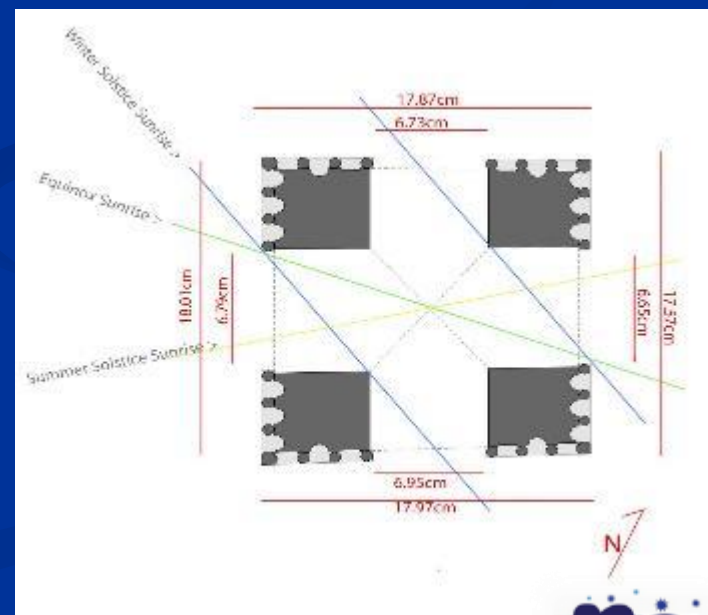 Winter Solstice Sunrise >
17.87cm
6.73cm
Equinox Sunrise >
18.01cm
6.79cm
6.65cm
17.97cm
Summer Solstice Sunrise >
6.95cm
17.97cm
N